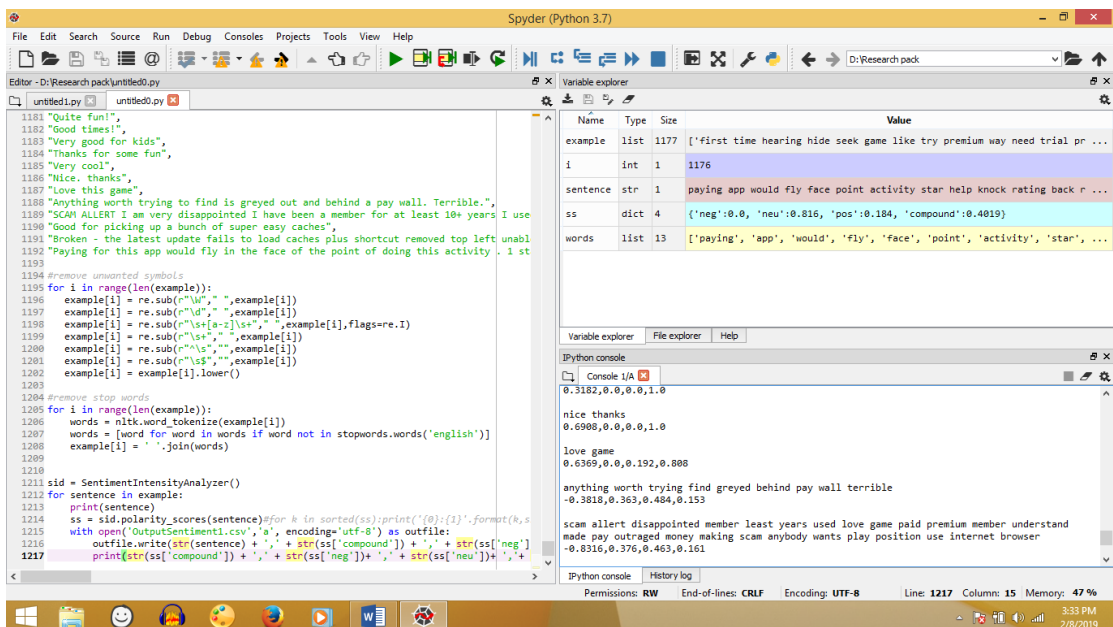 Spyder (Python 3.7)
File Edit Search Source Run Debug Consoles Projects Tools View Help
D:\Research pack
Editor - D:\Research pack\untitled0.py
untitled1.py untitled0.py
1181 "Quite fun!",
1182 "Good times!",
1183 "Very good for kids",
1184 "Thanks for some fun",
1185 "Very cool",
1186 "Nice. thanks",
1187 "Love this game",
1188 "Anything worth trying to find is greyed out and behind a pay wall. Terrible.",
1189 "SCAM ALLERT I am very disappointed I have been a member for at least 10+ years I use
1190 "Good for picking up a bunch of super easy caches",
1191 "Broken - the latest update fails to load caches plus shortcut removed top left unabl
1192 "Paying for this app would fly in the face of the point of doing this activity . 1 st
1193
1194 #remove unwanted symbols
1195 for i in range(len(example)):
1196 example[i] = re.sub(r"\W"," ",example[i])
1197 example[i] = re.sub(r"\d"," ",example[i])
1198 example[i] = re.sub(r"\s+[a-z]\s+"," ",example[i],flags=re.I)
1199 example[i] = re.sub(r"\s+"," ",example[i])
1200 example[i] = re.sub(r"^\s","",example[i])
1201 example[i] = re.sub(r"\s$","",example[i])
1202 example[i] = example[i].lower()
1203
1204 #remove stop words
1205 for i in range(len(example)):
1206 words = nltk.word_tokenize(example[i])
1207 words = [word for word in words if word not in stopwords.words('english')]
1208 example[i] = ' '.join(words)
1209
1210
1211 sid = SentimentIntensityAnalyzer()
1212 for sentence in example:
1213 print(sentence)
1214 ss = sid.polarity_scores(sentence)#for k in sorted(ss):print('{0}:{1}'.format(k,s
1215 with open('OutputSentiment1.csv','a', encoding='utf-8') as outfile:
1216 outfile.write(str(sentence) + ',' + str(ss['compound']) + ',' + str(ss['neg']
1217 print(str(ss['compound']) + ',' + str(ss['neg'])+ ',' + str(ss['neu'])+ ','+
Variable explorer
Name Type Size Value
example list 1177 ['first time hearing hide seek game like try premium way need trial pr ...
i int 1 1176
sentence str 1 paying app would fly face point activity star help knock rating back r ...
ss dict 4 {'neg':0.0, 'neu':0.816, 'pos':0.184, 'compound':0.4019}
words list 13 ['paying', 'app', 'would', 'fly', 'face', 'point', 'activity', 'star', ...
Variable explorer File explorer Help
IPython console
Console 1/A
0.3182,0.0,0.0,1.0
nice thanks
0.6908,0.0,0.0,1.0
love game
0.6369,0.0,0.192,0.808
anything worth trying find greyed behind pay wall terrible
-0.3818,0.363,0.484,0.153
scam allert disappointed member least years used love game paid premium member understand
made pay outraged money making scam anybody wants play position use internet browser
-0.8316,0.376,0.463,0.161
IPython console History log
Permissions: RW End-of-lines: CRLF Encoding: UTF-8 Line: 1217 Column: 15 Memory: 47 %
3:33 PM
2/8/2019